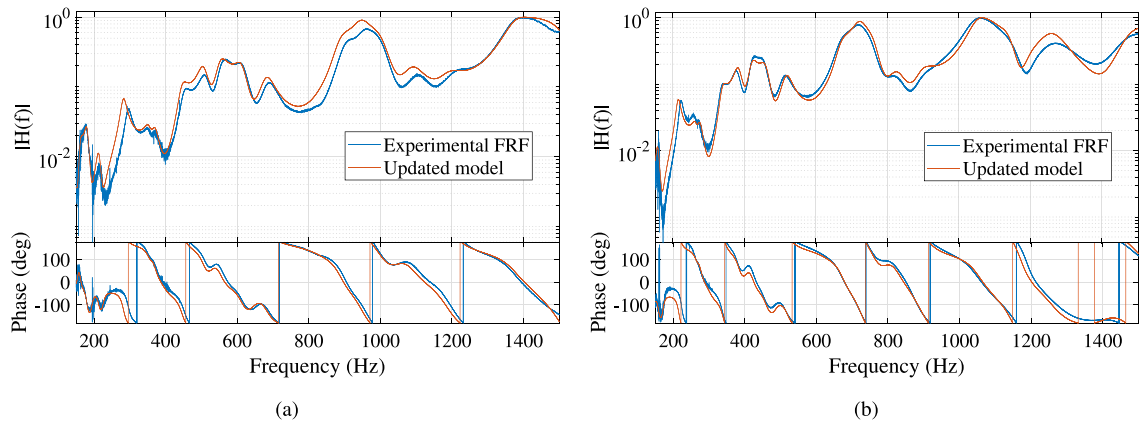 10^0
10^-2
|H(f)|
Experimental FRF
Updated model
100
0
-100
Phase (deg)
200 400 600 800 1000 1200 1400
Frequency (Hz)
(a)
10^0
10^-2
|H(f)|
Experimental FRF
Updated model
100
0
-100
Phase (deg)
200 400 600 800 1000 1200 1400
Frequency (Hz)
(b)